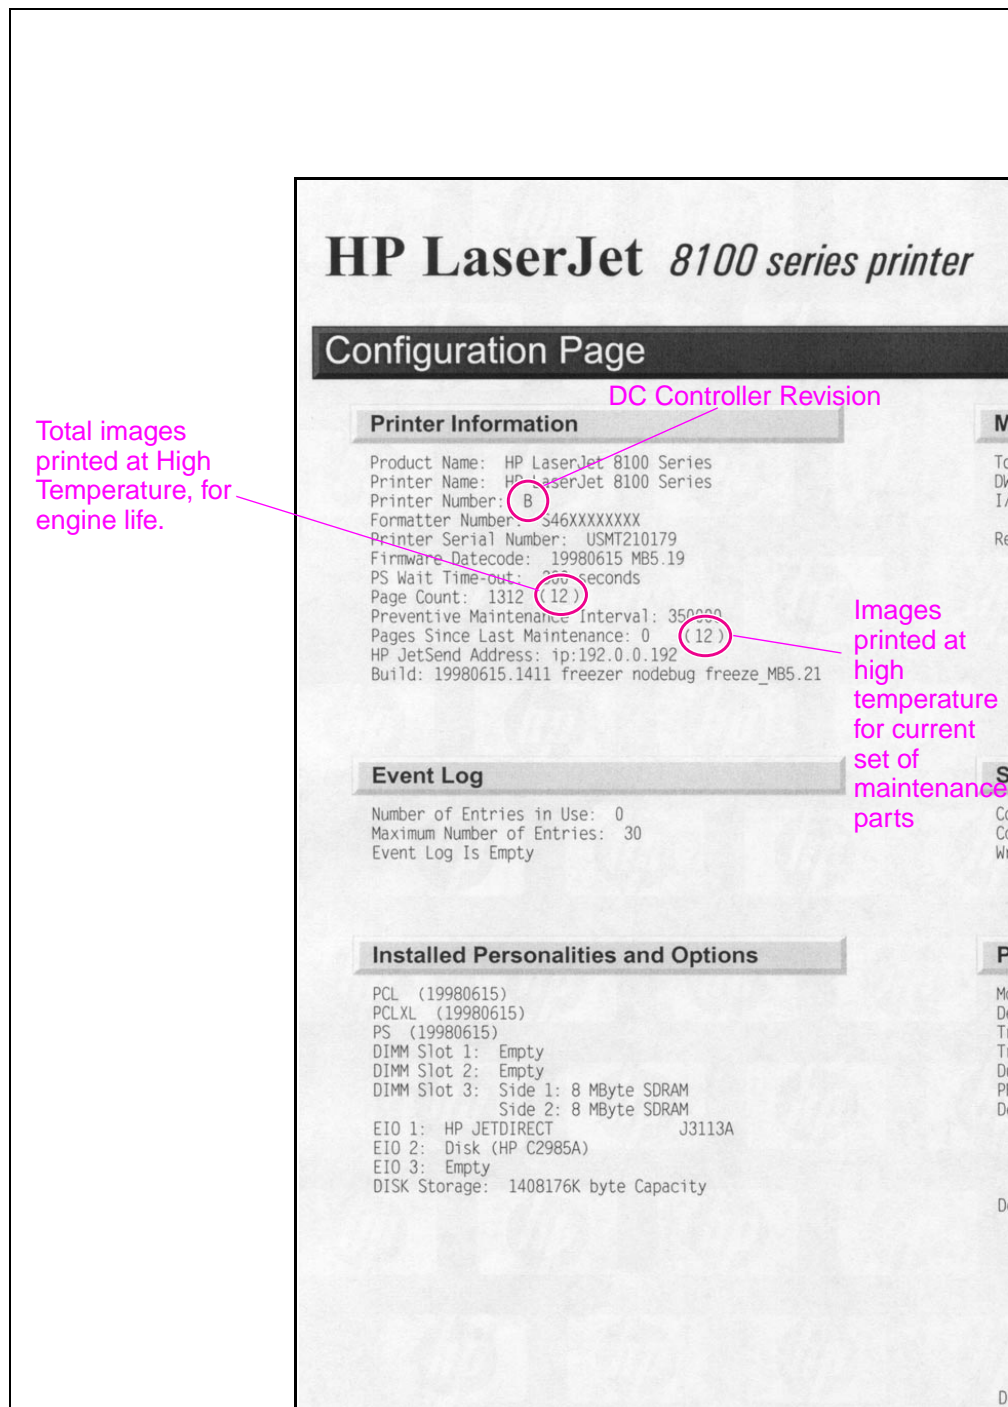 HP LaserJet 8100 series printer
Configuration Page
DC Controller Revision
Total images
printed at High
Temperature, for
engine life.
Printer Information
Product Name: HP LaserJet 8100 Series
Printer Name: HP LaserJet 8100 Series
Printer Number: B
Formatter Number: S46XXXXXXXX
Printer Serial Number: USMT210179
Firmware Datecode: 19980615 MB5.19
PS Wait Time-out: 300 seconds
Page Count: 1312 (12)
Preventive Maintenance Interval: 350000
Pages Since Last Maintenance: 0 (12)
HP JetSend Address: ip:192.0.0.192
Build: 19980615.1411 freezer nodebug freeze_MB5.21
Images
printed at
high
temperature
for current
set of
maintenance
parts
Event Log
Number of Entries in Use: 0
Maximum Number of Entries: 30
Event Log Is Empty
Installed Personalities and Options
PCL (19980615)
PCLXL (19980615)
PS (19980615)
DIMM Slot 1: Empty
DIMM Slot 2: Empty
DIMM Slot 3: Side 1: 8 MByte SDRAM
Side 2: 8 MByte SDRAM
EIO 1: HP JETDIRECT J3113A
EIO 2: Disk (HP C2985A)
EIO 3: Empty
DISK Storage: 1408176K byte Capacity